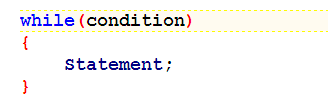 while(condition)
{
    Statement;
}